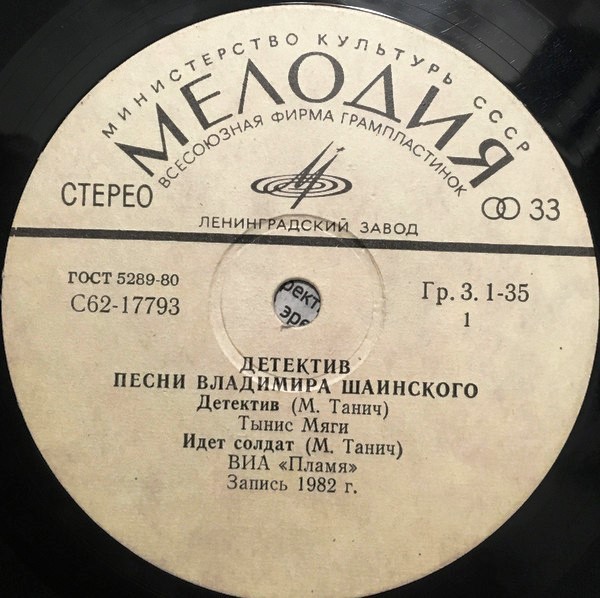 МИНИСТЕРСТВО КУЛЬТУРЫ СССР
МЕЛОДИЯ
ВСЕСОЮЗНАЯ ФИРМА ГРАМПЛАСТИНОК
СТЕРЕО
33
ЛЕНИНГРАДСКИЙ ЗАВОД
ГОСТ 5289-80
С62-17793
Гр. 3. 1-35
1
ДЕТЕКТИВ
ПЕСНИ ВЛАДИМИРА ШАИНСКОГО
Детектив (М. Танич)
Тынис Мяги
Идет солдат (М. Танич)
ВИА «Пламя»
Запись 1982 г.